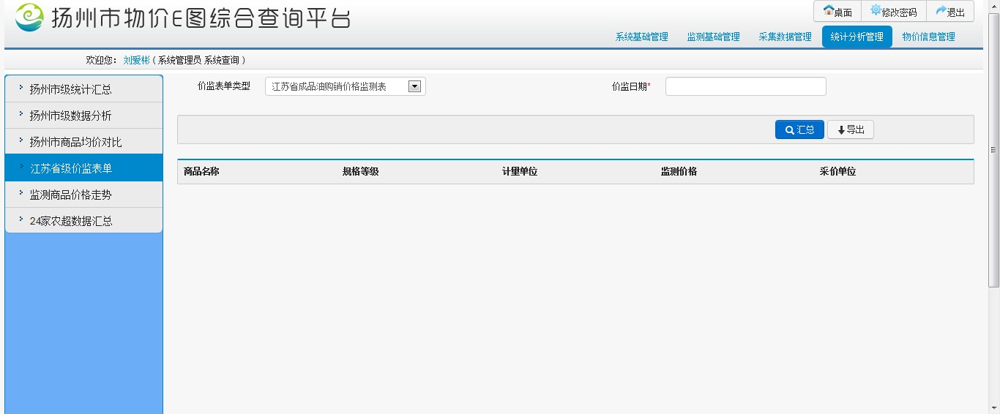 扬州市物价E图综合查询平台
桌面 修改密码 退出
系统基础管理 监测基础管理 采集数据管理 统计分析管理 物价信息管理
欢迎您： 刘爱彬 ( 系统管理员 系统查询 )
扬州市级统计汇总
扬州市级数据分析
扬州市商品均价对比
江苏省级价监表单
监测商品价格走势
24家农超数据汇总
价监表单类型 江苏省成品油购销价格监测表 价监日期*
汇总 导出
商品名称 规格等级 计量单位 监测价格 采价单位